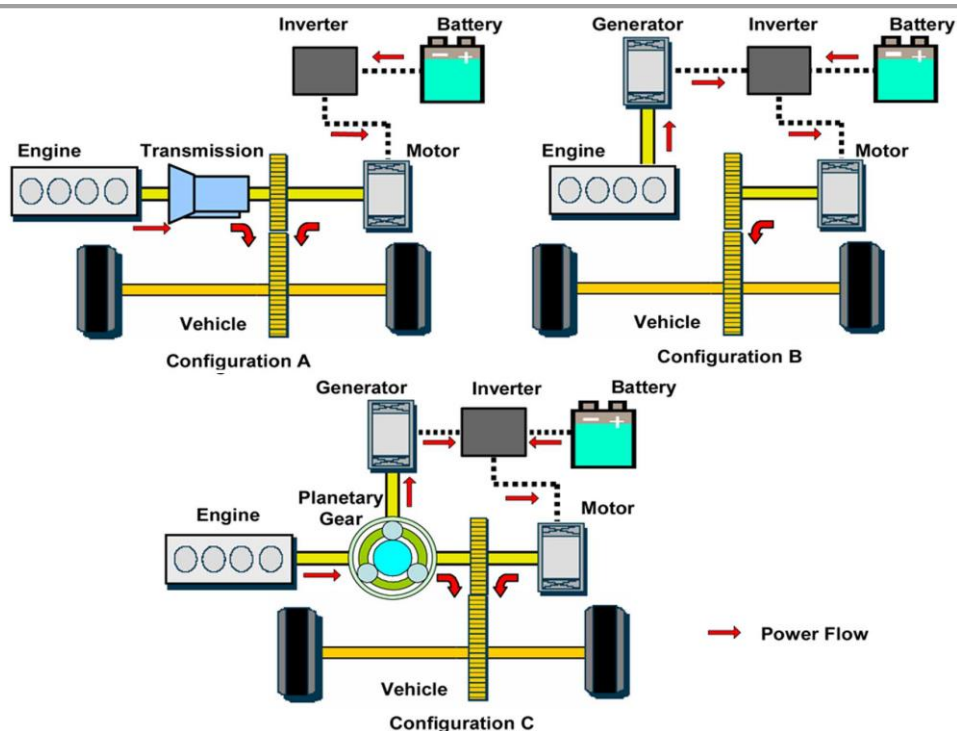 Inverter Battery
Engine Transmission Motor
Vehicle
Configuration A
Generator Inverter Battery
Engine Motor
Vehicle
Configuration B
Generator Inverter Battery
Planetary
Gear
Engine Motor
Vehicle
Configuration C
Power Flow